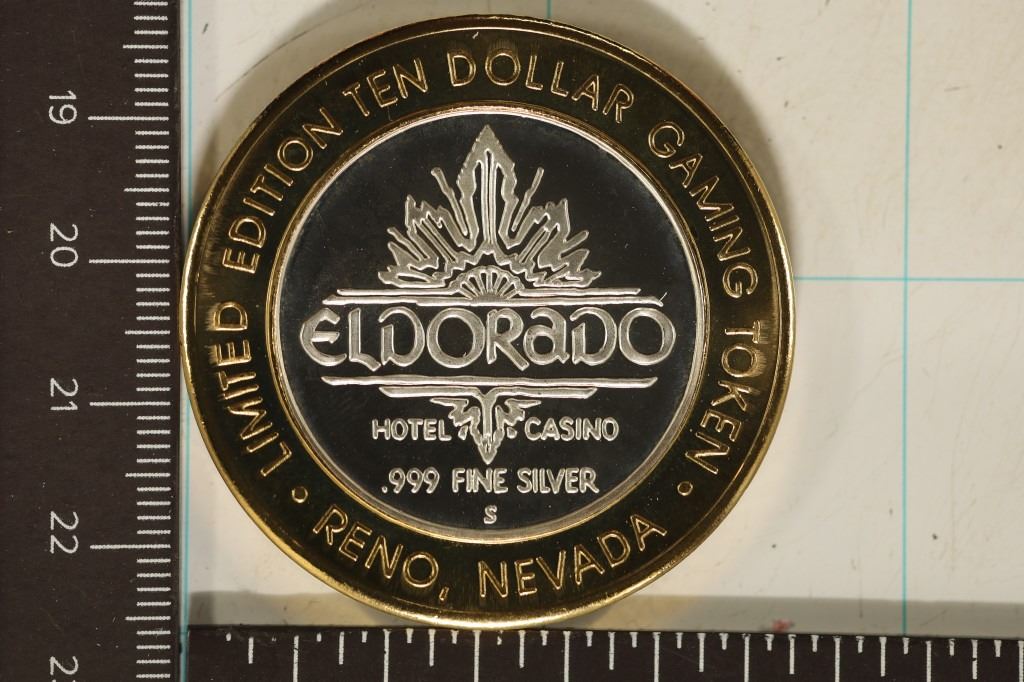 LIMITED EDITION TEN DOLLAR GAMING TOKEN
ELDORADO
HOTEL CASINO
.999 FINE SILVER
S
• RENO, NEVADA •
19
20
21
22